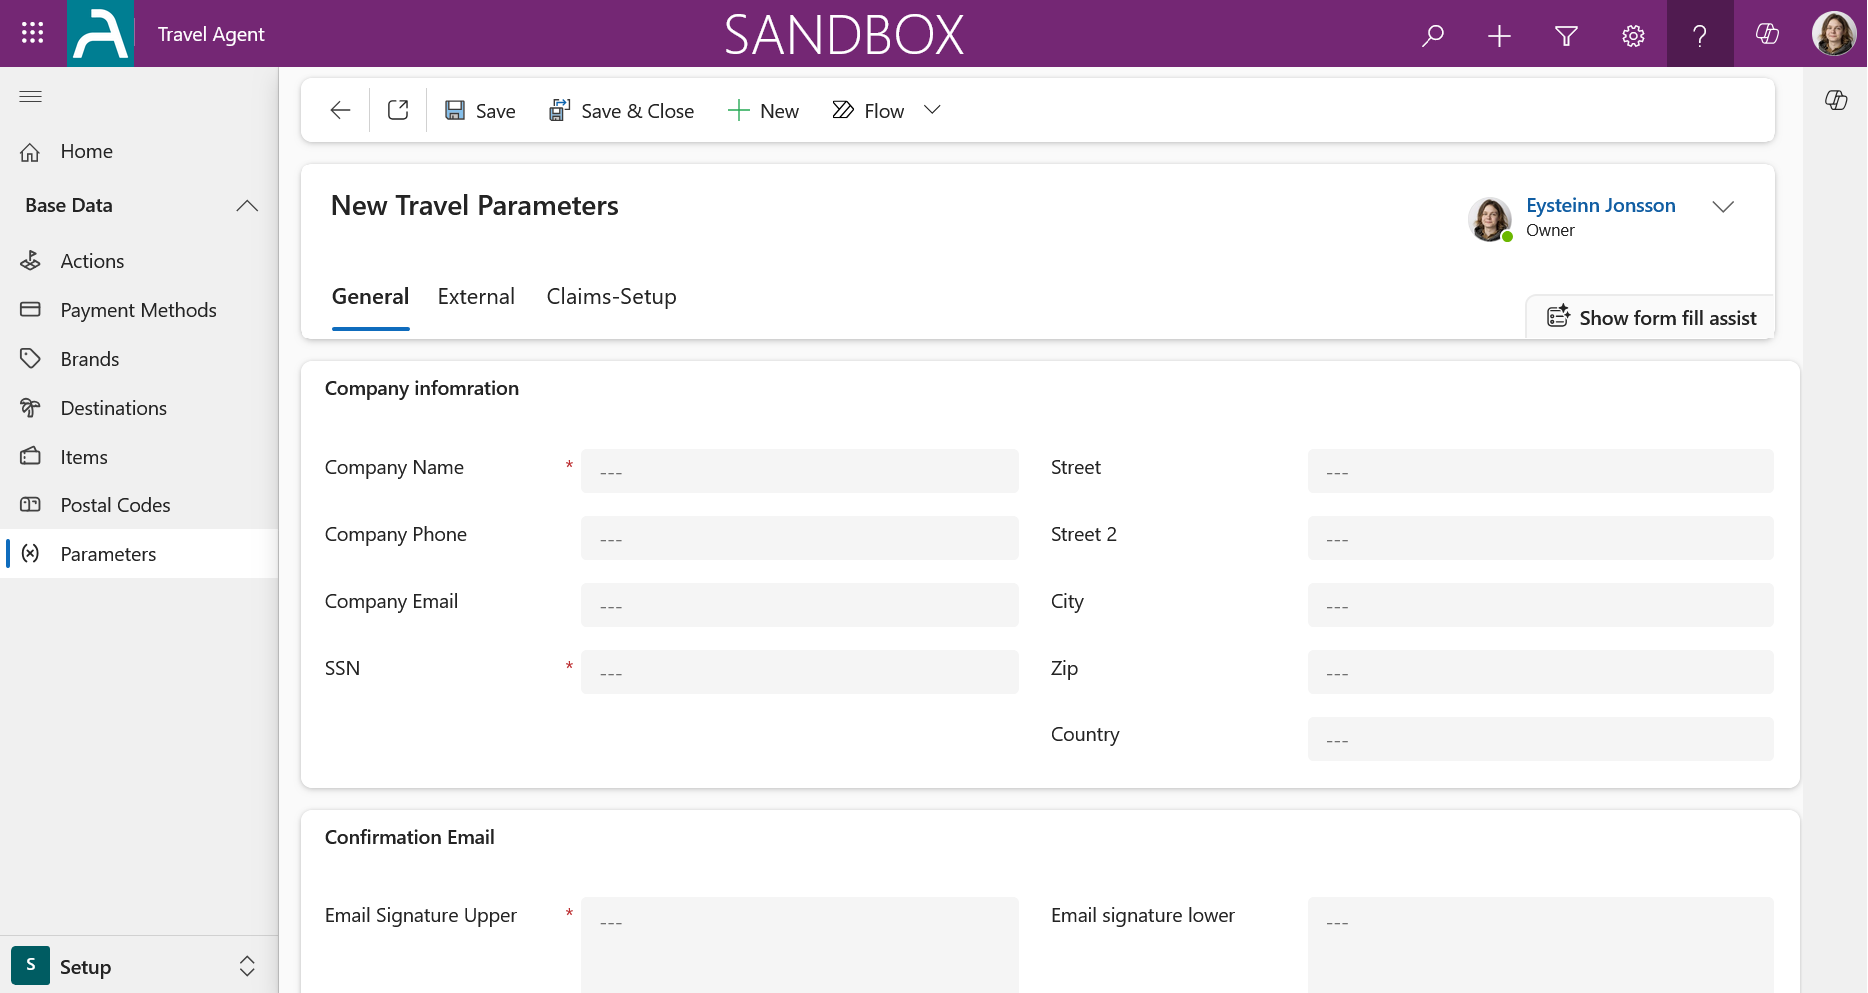 Travel Agent
SANDBOX
?
Save
Save & Close
New
Flow
Home
Base Data
Actions
Payment Methods
Brands
Destinations
Items
Postal Codes
Parameters
S
Setup
New Travel Parameters
Eysteinn Jonsson
Owner
General
External
Claims-Setup
Show form fill assist
Company infomration
Company Name * ---
Street ---
Company Phone ---
Street 2 ---
Company Email ---
City ---
SSN * ---
Zip ---
Country ---
Confirmation Email
Email Signature Upper * ---
Email signature lower ---